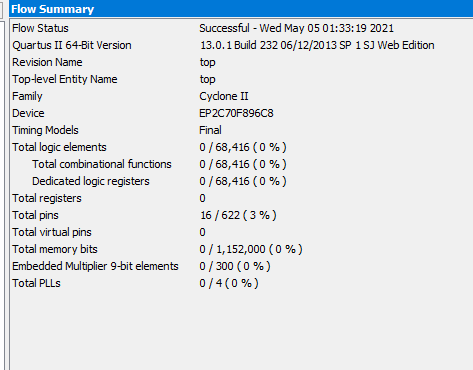 Flow Summary
Flow Status Successful - Wed May 05 01:33:19 2021
Quartus II 64-Bit Version 13.0.1 Build 232 06/12/2013 SP 1 SJ Web Edition
Revision Name top
Top-level Entity Name top
Family Cyclone II
Device EP2C70F896C8
Timing Models Final
Total logic elements 0 / 68,416 ( 0 % )
Total combinational functions 0 / 68,416 ( 0 % )
Dedicated logic registers 0 / 68,416 ( 0 % )
Total registers 0
Total pins 16 / 622 ( 3 % )
Total virtual pins 0
Total memory bits 0 / 1,152,000 ( 0 % )
Embedded Multiplier 9-bit elements 0 / 300 ( 0 % )
Total PLLs 0 / 4 ( 0 % )